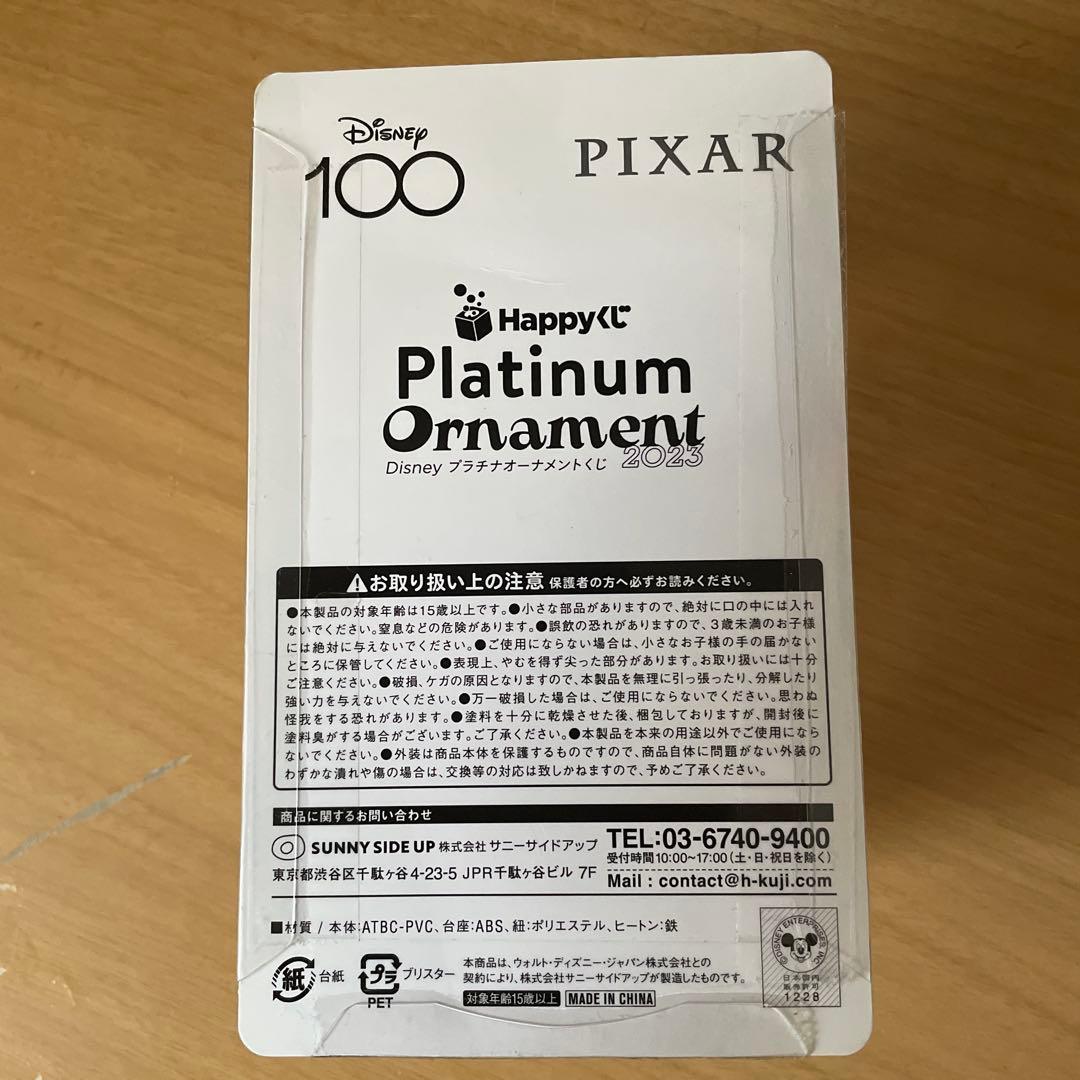 Disney
100
PIXAR
Happyくじ
Platinum
Ornament
2023
Disney プラチナオーナメントくじ
⚠お取り扱い上の注意 保護者の方へ必ずお読みください。
●本製品の対象年齢は15歳以上です。●小さな部品がありますので、絶対に口の中には入れ
ないでください。窒息などの危険があります。●誤飲の恐れがありますので、3歳未満のお子様
には絶対に与えないでください。●ご使用にならない場合は、小さなお子様の手の届かない
ところに保管してください。●表現上、やむを得ず尖った部分があります。お取り扱いには十分
ご注意ください。●破損、ケガの原因となりますので、本製品を無理に引っ張ったり、分解したり
強い力を与えないでください。●万一破損した場合は、ご使用にならないでください。思わぬ
怪我をする恐れがあります。●塗料を十分に乾燥させた後、梱包しておりますが、開封後に
塗料臭がする場合がございます。ご了承ください。●本製品を本来の用途以外でご使用になら
ないでください。●外装は商品本体を保護するものですので、商品自体に問題がない外装の
わずかな潰れや傷の場合は、交換等の対応は致しかねますので、予めご了承ください。
商品に関するお問い合わせ
SUNNY SIDE UP 株式会社 サニーサイドアップ
東京都渋谷区千駄ヶ谷4-23-5 JPR千駄ヶ谷ビル 7F
TEL:03-6740-9400
受付時間10:00~17:00(土・日・祝日を除く)
Mail : contact@h-kuji.com
■材質 / 本体:ATBC-PVC、台座:ABS、紐:ポリエステル、ヒートン:鉄
紙 台紙
プラ ブリスター
PET
本商品は、ウォルト・ディズニー・ジャパン株式会社との
契約により、株式会社サニーサイドアップが製造したものです。
対象年齢15歳以上 MADE IN CHINA
©DISNEY ENTERPRISES, INC.
日本国内
販売許可
1228